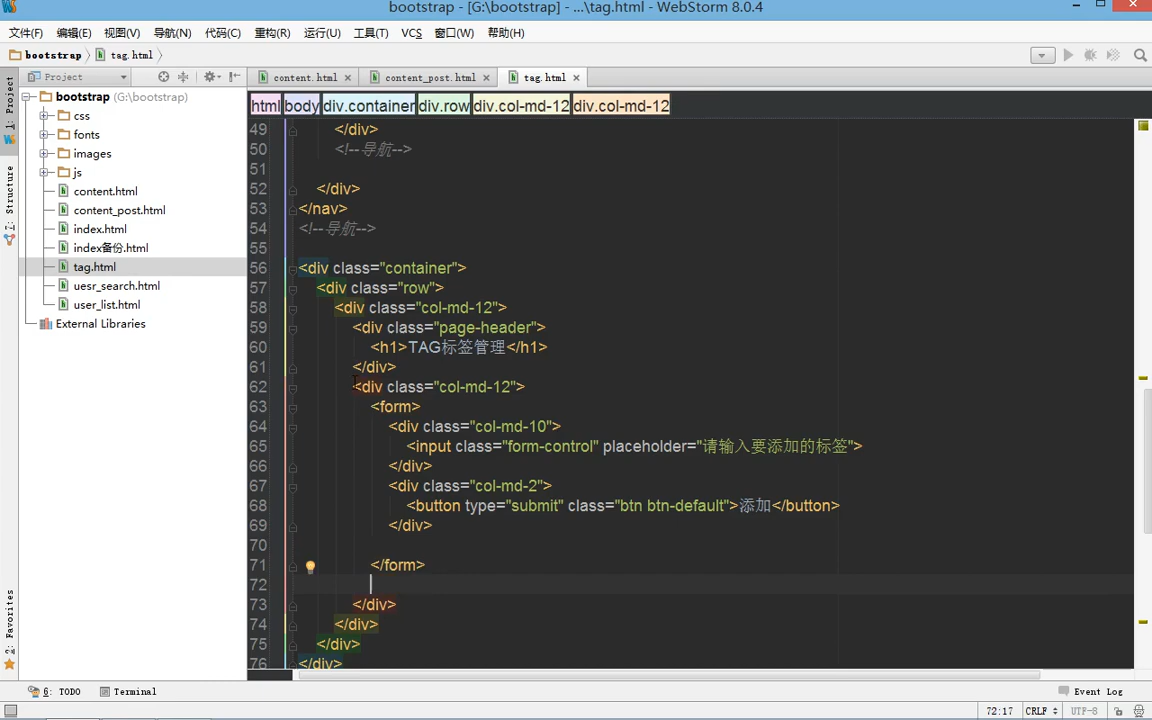 bootstrap - [G:\bootstrap] - ...\tag.html - WebStorm 8.0.4
文件(F) 编辑(E) 视图(V) 导航(N) 代码(C) 重构(R) 运行(U) 工具(T) VCS 窗口(W) 帮助(H)
bootstrap tag.html
Project
content.html content_post.html tag.html
1: Project
7: Structure
2: Favorites
bootstrap (G:\bootstrap)
css
fonts
images
js
content.html
content_post.html
index.html
index备份.html
tag.html
uesr_search.html
user_list.html
External Libraries
html body div.container div.row div.col-md-12 div.col-md-12
49 </div>
50 <!--导航-->
51
52 </div>
53 </nav>
54 <!--导航-->
55
56 <div class="container">
57 <div class="row">
58 <div class="col-md-12">
59 <div class="page-header">
60 <h1>TAG标签管理</h1>
61 </div>
62 <div class="col-md-12">
63 <form>
64 <div class="col-md-10">
65 <input class="form-control" placeholder="请输入要添加的标签">
66 </div>
67 <div class="col-md-2">
68 <button type="submit" class="btn btn-default">添加</button>
69 </div>
70
71 </form>
72
73 </div>
74 </div>
75 </div>
76 </div>
6: TODO Terminal Event Log
72:17 CRLF UTF-8